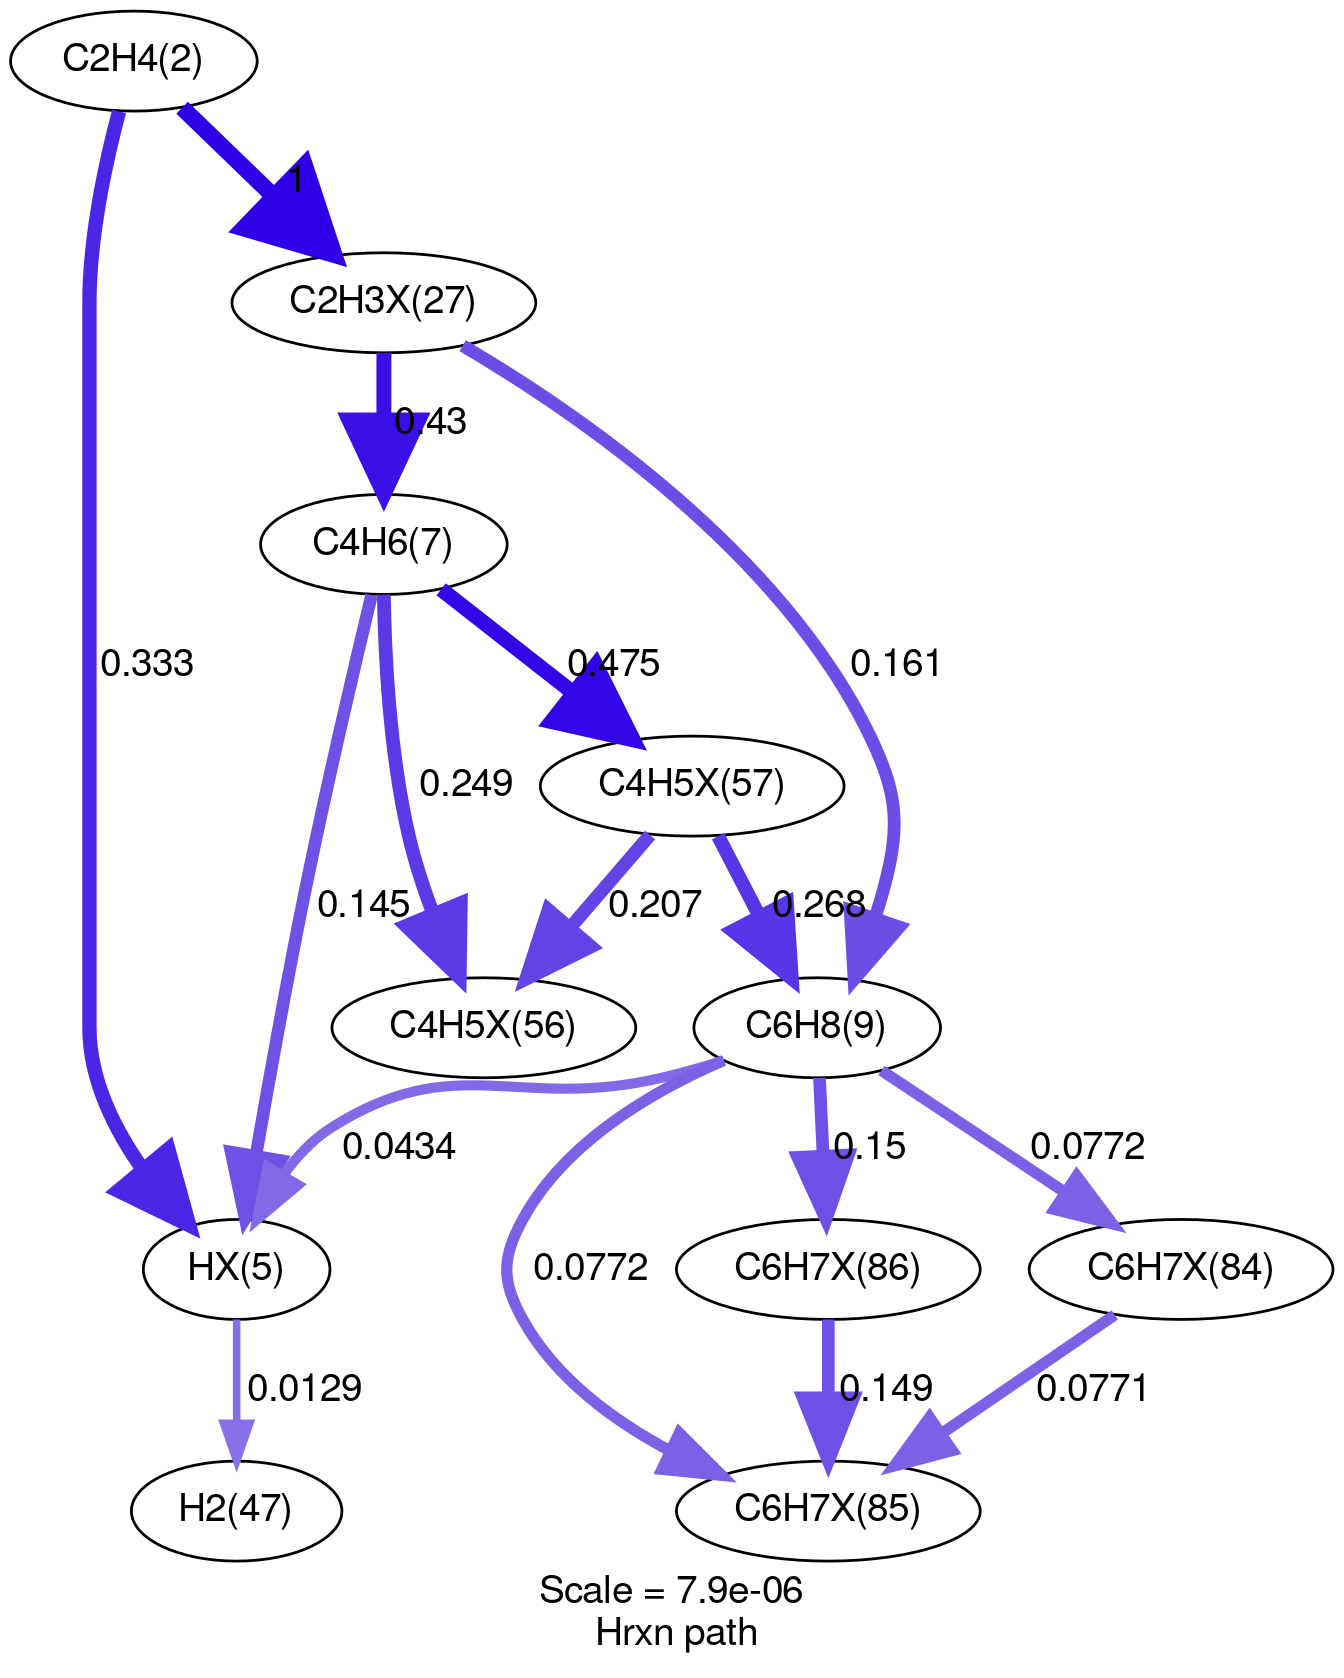 C2H4(2)
1
C2H3X(27)
0.43
C4H6(7)
0.333
0.475
0.161
0.249
C4H5X(57)
0.145
0.207
0.268
C4H5X(56)
C6H8(9)
0.0434
0.15
0.0772
HX(5)
0.0772
C6H7X(86)
C6H7X(84)
0.0129
0.149
0.0771
H2(47)
C6H7X(85)
Scale = 7.9e-06
Hrxn path